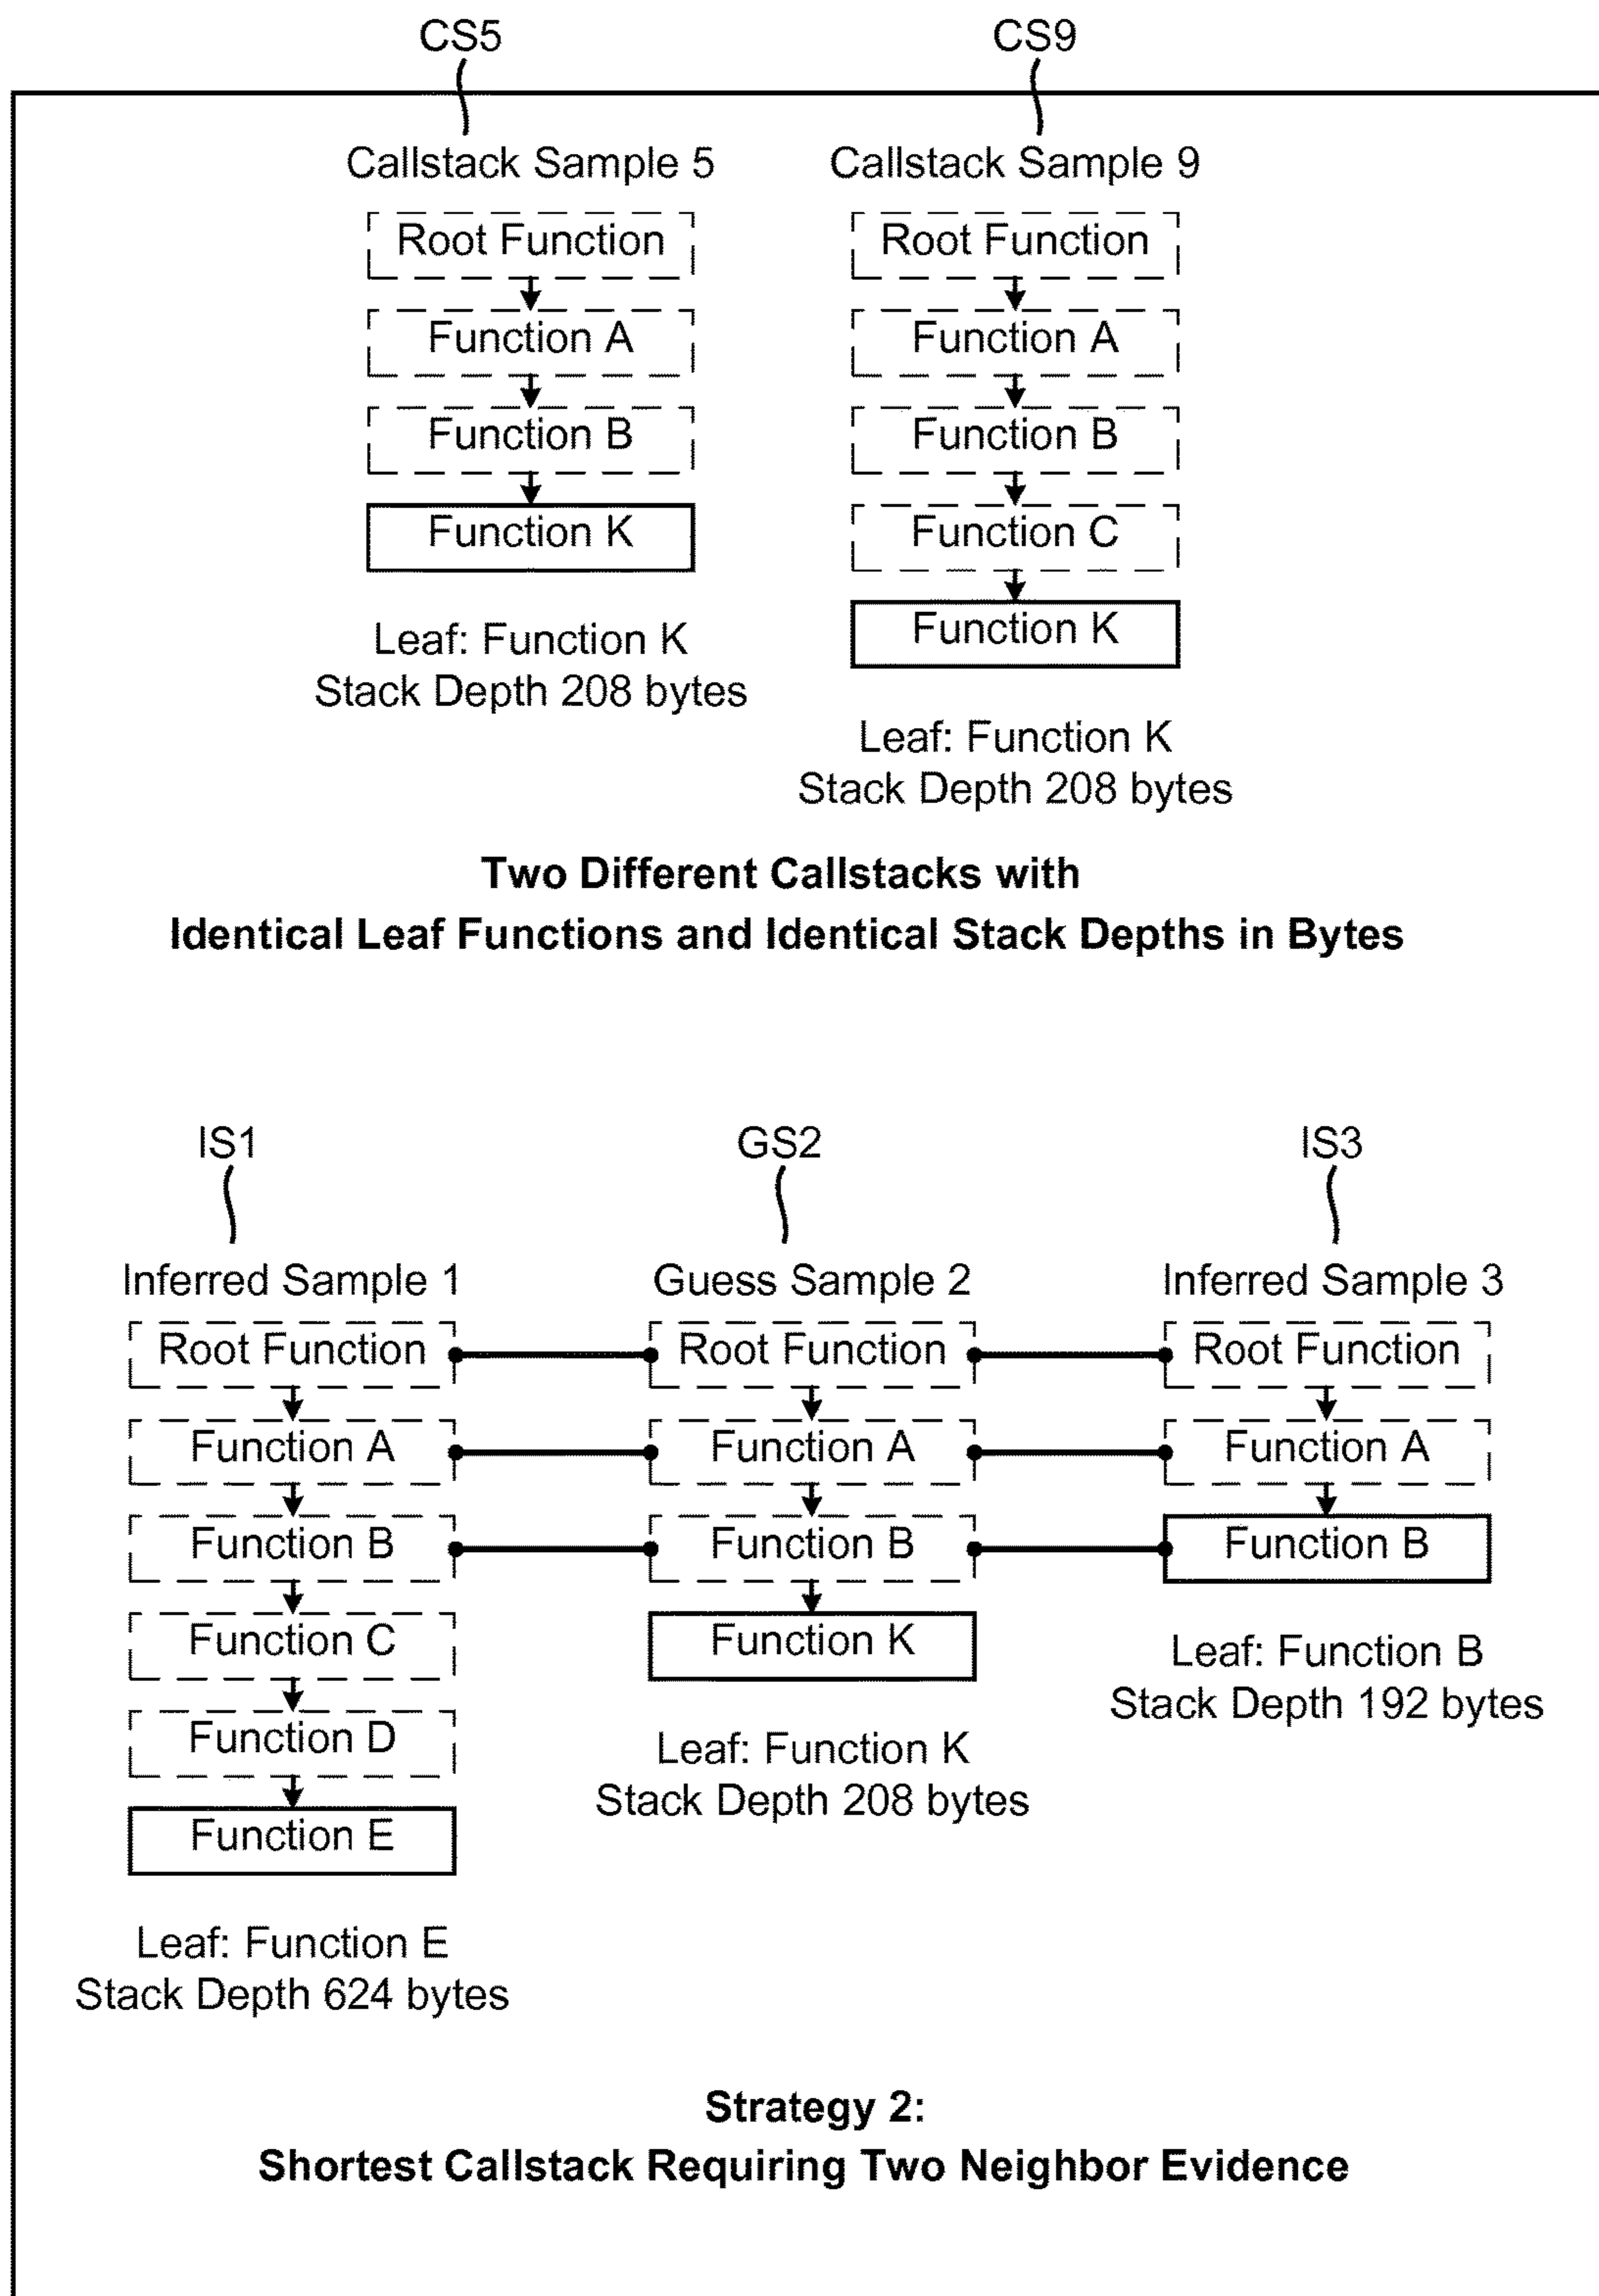 CS5
CS9
Callstack Sample 5
Root Function
Function A
Function B
Function K
Leaf: Function K
Stack Depth 208 bytes
Callstack Sample 9
Root Function
Function A
Function B
Function C
Function K
Leaf: Function K
Stack Depth 208 bytes
Two Different Callstacks with
Identical Leaf Functions and Identical Stack Depths in Bytes
IS1
GS2
IS3
Inferred Sample 1
Root Function
Function A
Function B
Function C
Function D
Function E
Leaf: Function E
Stack Depth 624 bytes
Guess Sample 2
Root Function
Function A
Function B
Function K
Leaf: Function K
Stack Depth 208 bytes
Inferred Sample 3
Root Function
Function A
Function B
Leaf: Function B
Stack Depth 192 bytes
Strategy 2:
Shortest Callstack Requiring Two Neighbor Evidence